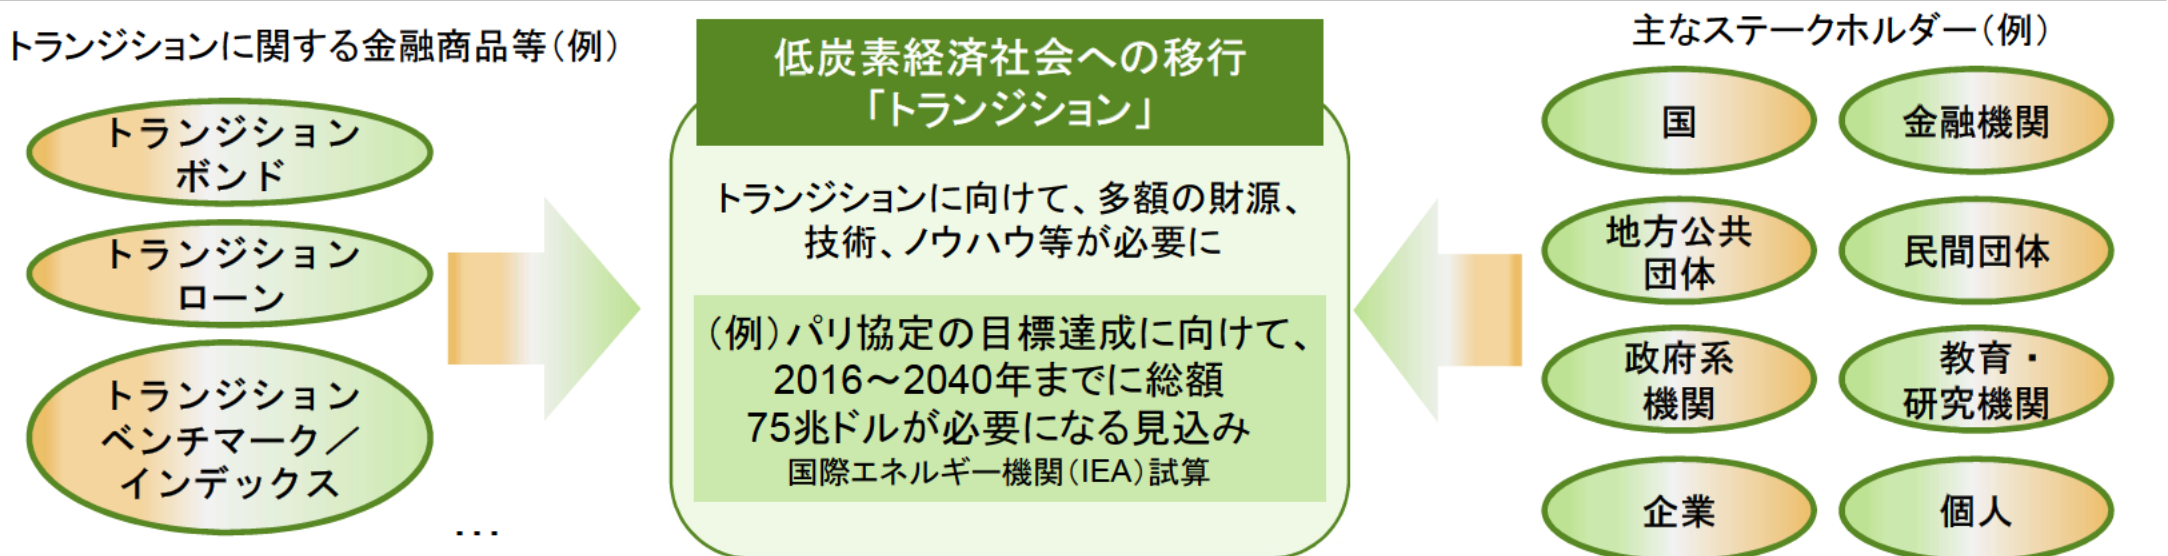 トランジションに関する金融商品等（例）
トランジション
ボンド
トランジション
ローン
トランジション
ベンチマーク／
インデックス
…
低炭素経済社会への移行
「トランジション」
トランジションに向けて、多額の財源、
技術、ノウハウ等が必要に
（例）パリ協定の目標達成に向けて、
2016～2040年までに総額
75兆ドルが必要になる見込み
国際エネルギー機関（IEA）試算
主なステークホルダー（例）
国
金融機関
地方公共
団体
民間団体
政府系
機関
教育・
研究機関
企業
個人